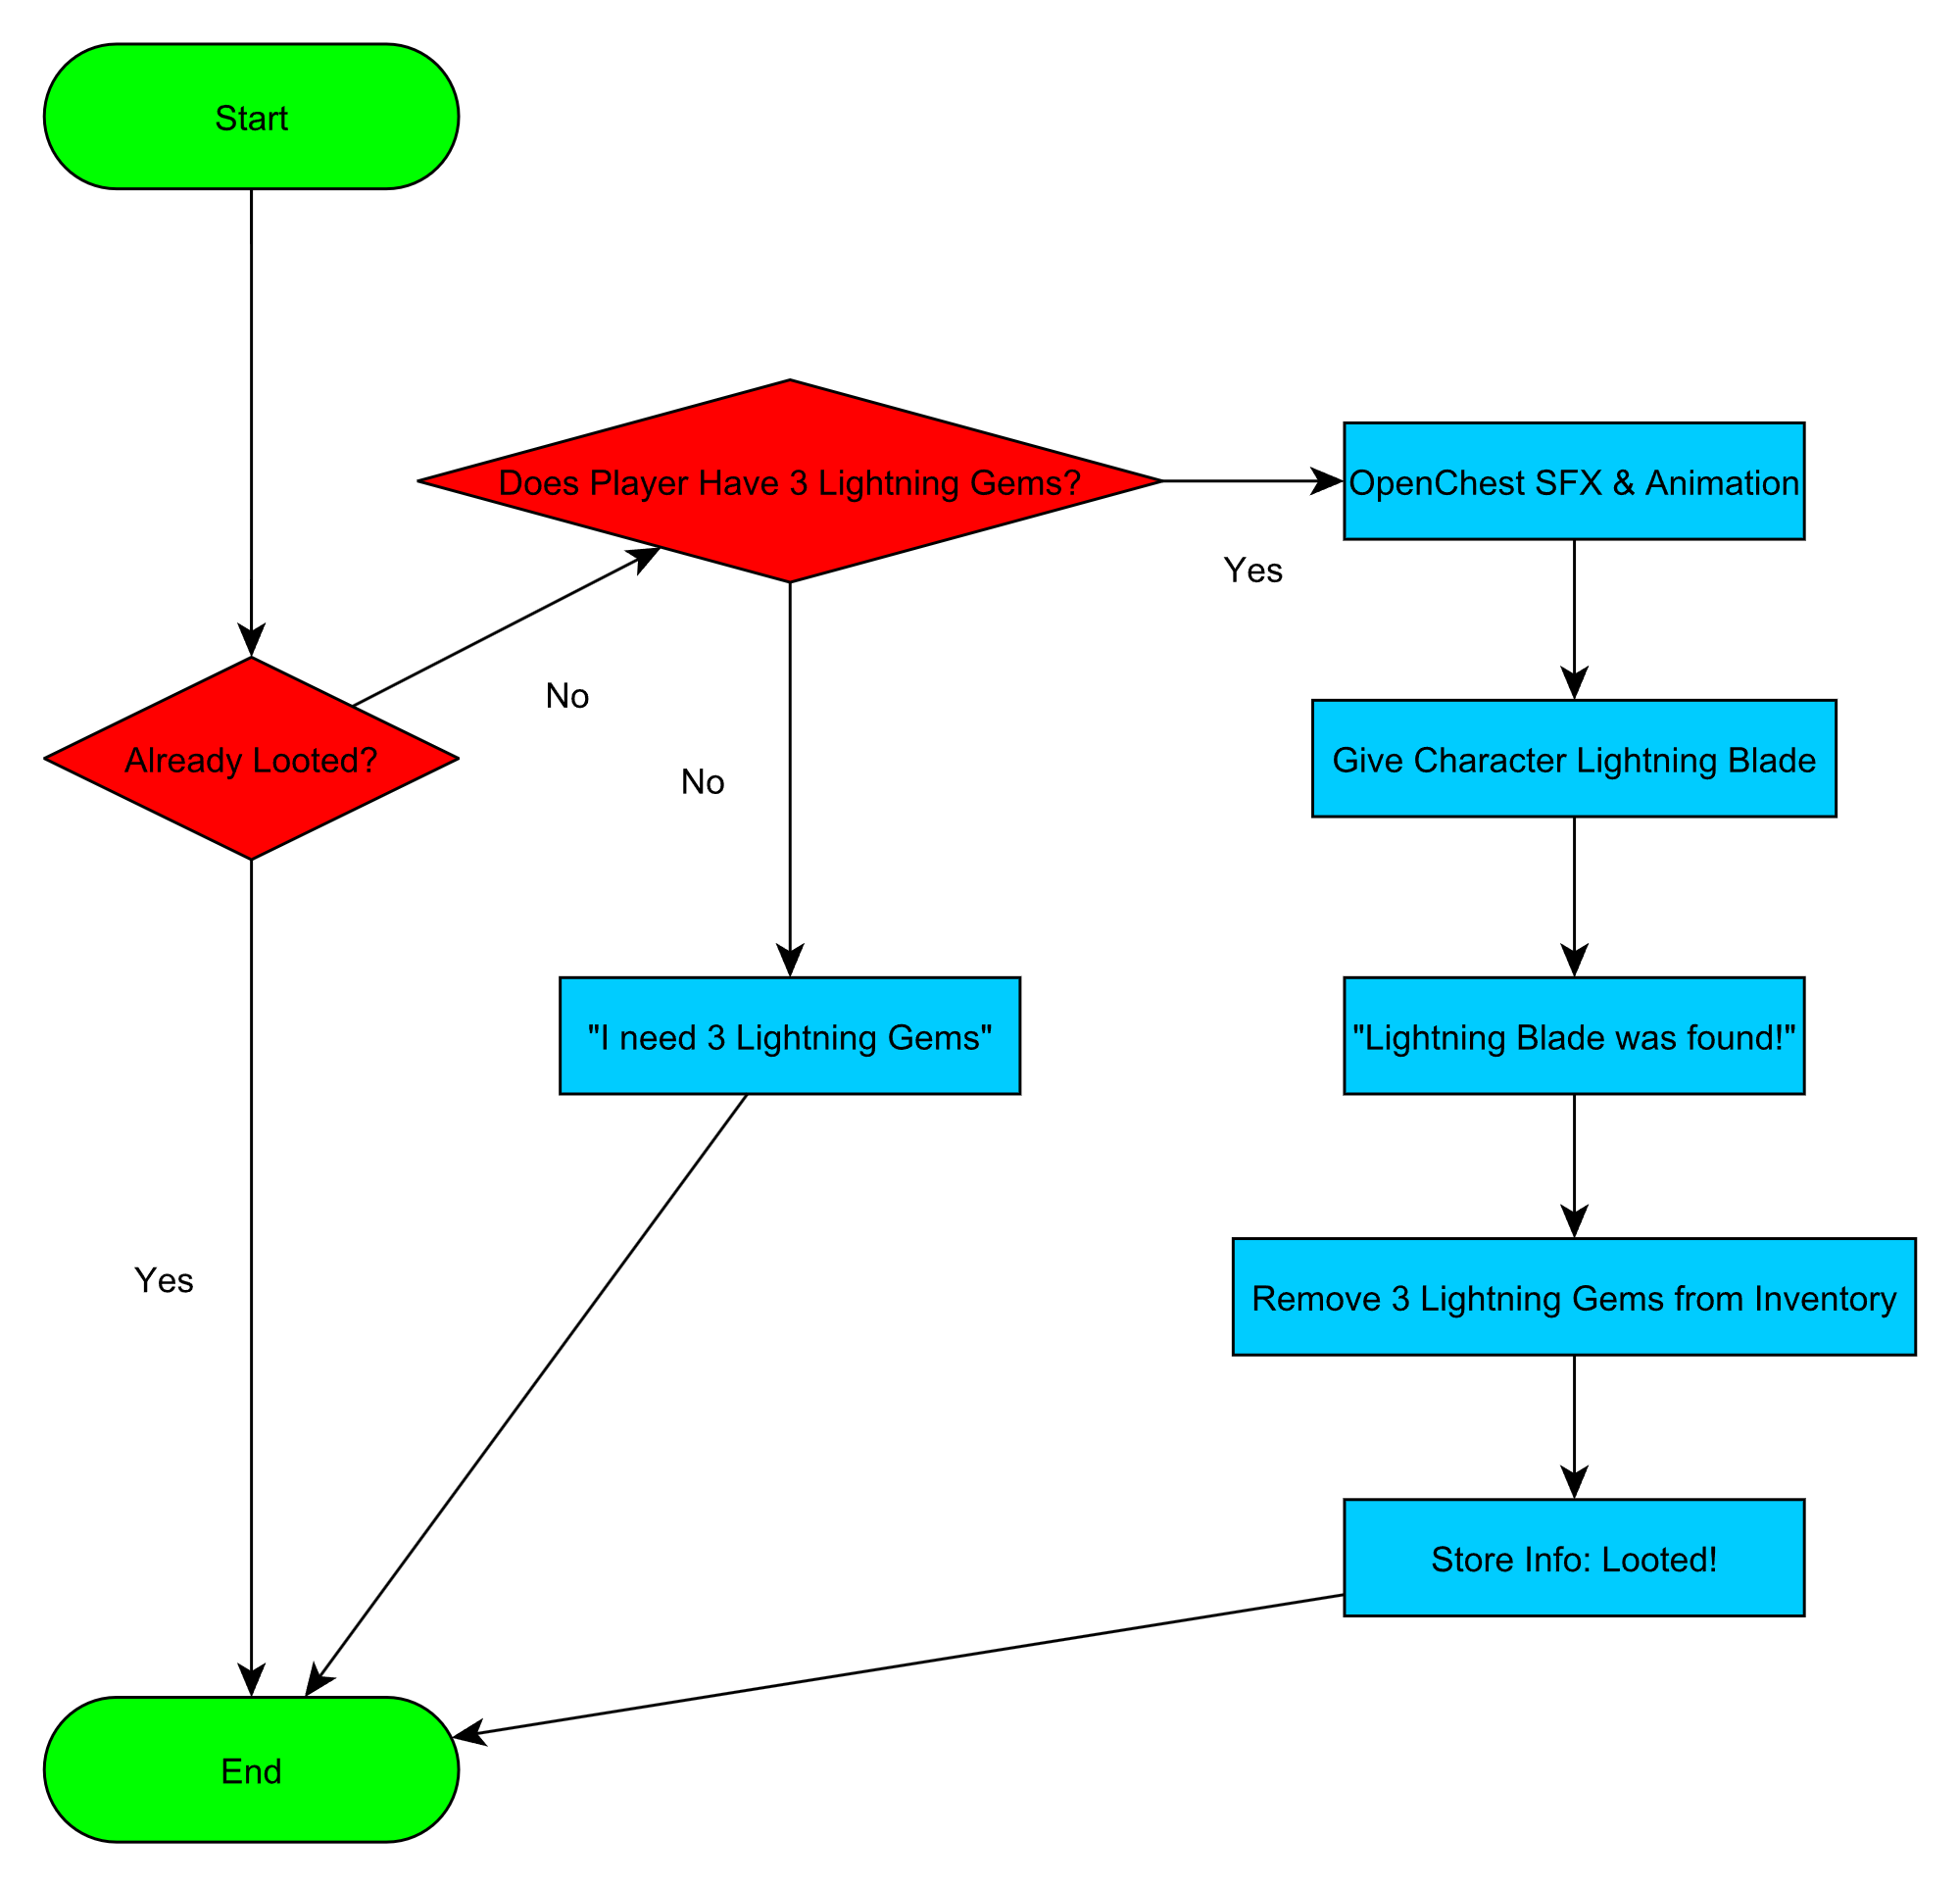 Start
Does Player Have 3 Lightning Gems?
OpenChest SFX & Animation
Yes
No
Already Looted?
No
Give Character Lightning Blade
"I need 3 Lightning Gems"
"Lightning Blade was found!"
Yes
Remove 3 Lightning Gems from Inventory
Store Info: Looted!
End